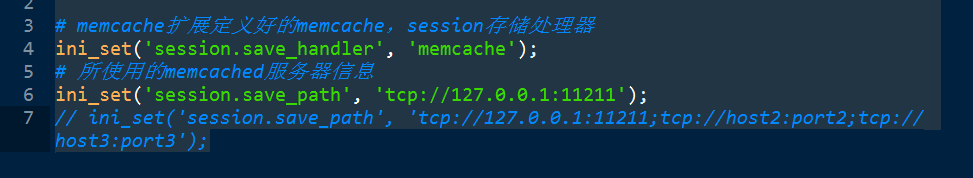 2
3 # memcache扩展定义好的memcache，session存储处理器
4 ini_set('session.save_handler', 'memcache');
5 # 所使用的memcached服务器信息
6 ini_set('session.save_path', 'tcp://127.0.0.1:11211');
7 // ini_set('session.save_path', 'tcp://127.0.0.1:11211;tcp://host2:port2;tcp://
host3:port3');